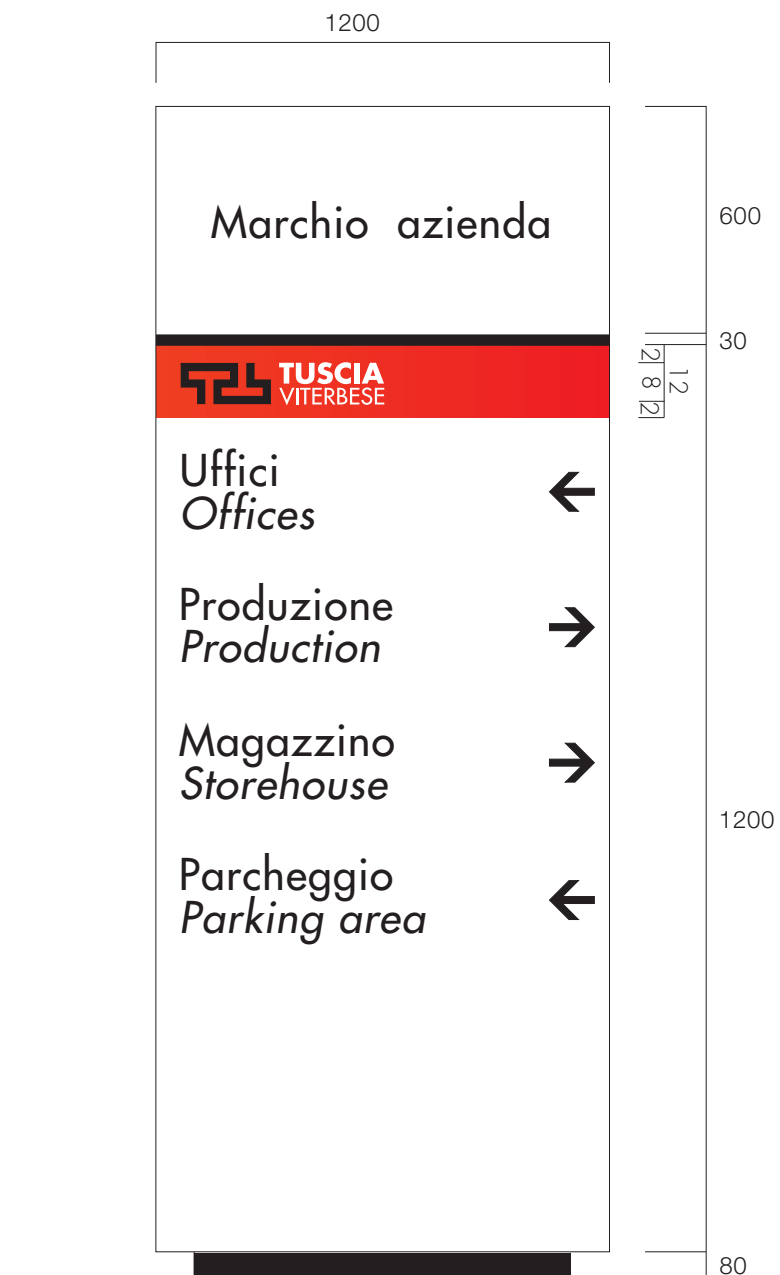 1200
Marchio azienda
600
30
2 8 2
12
TUSCIA
VITERBESE
Uffici
Offices
Produzione
Production
Magazzino
Storehouse
1200
Parcheggio
Parking area
80